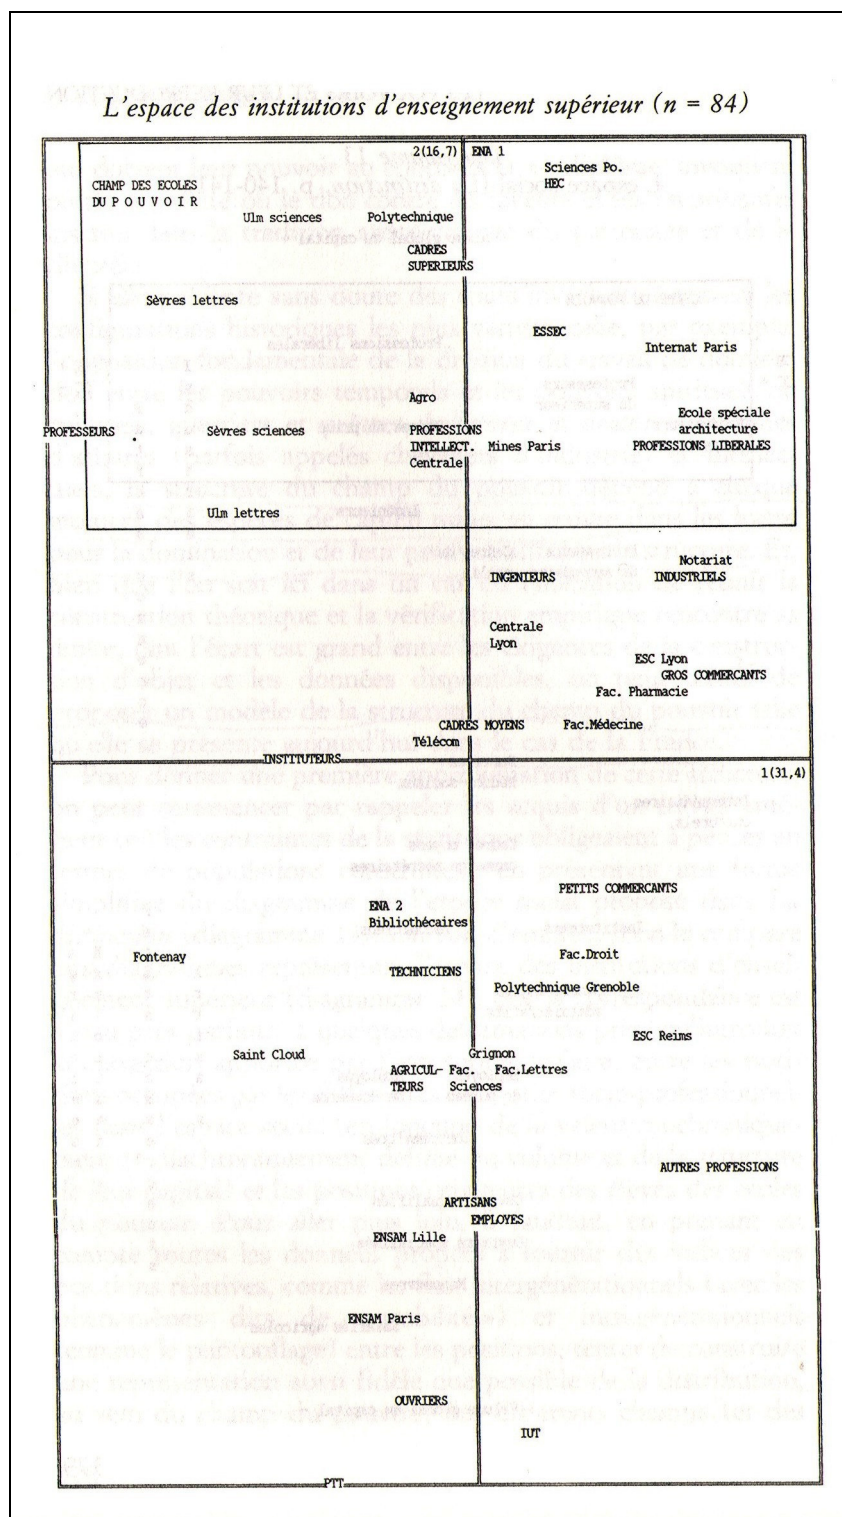 L'espace des institutions d'enseignement supérieur (n = 84)
2(16,7) ENA 1
Sciences Po.
HEC
CHAMP DES ECOLES
DU POUVOIR
Ulm sciences Polytechnique
CADRES
SUPERIEURS
Sèvres lettres
ESSEC
Internat Paris
Agro
Ecole spéciale
architecture
PROFESSEURS Sèvres sciences PROFESSIONS
INTELLECT. Mines Paris PROFESSIONS LIBERALES
Centrale
Ulm lettres
Notariat
INGENIEURS INDUSTRIELS
Centrale
Lyon
ESC Lyon
GROS COMMERCANTS
Fac. Pharmacie
CADRES MOYENS Fac.Médecine
Télécom
INSTITUTEURS
1(31,4)
PETITS COMMERCANTS
ENA 2
Bibliothécaires
Fontenay Fac.Droit
TECHNICIENS
Polytechnique Grenoble
ESC Reims
Saint Cloud Grignon
AGRICUL- Fac. Fac.Lettres
TEURS Sciences
AUTRES PROFESSIONS
ARTISANS
EMPLOYES
ENSAM Lille
ENSAM Paris
OUVRIERS
IUT
PTT